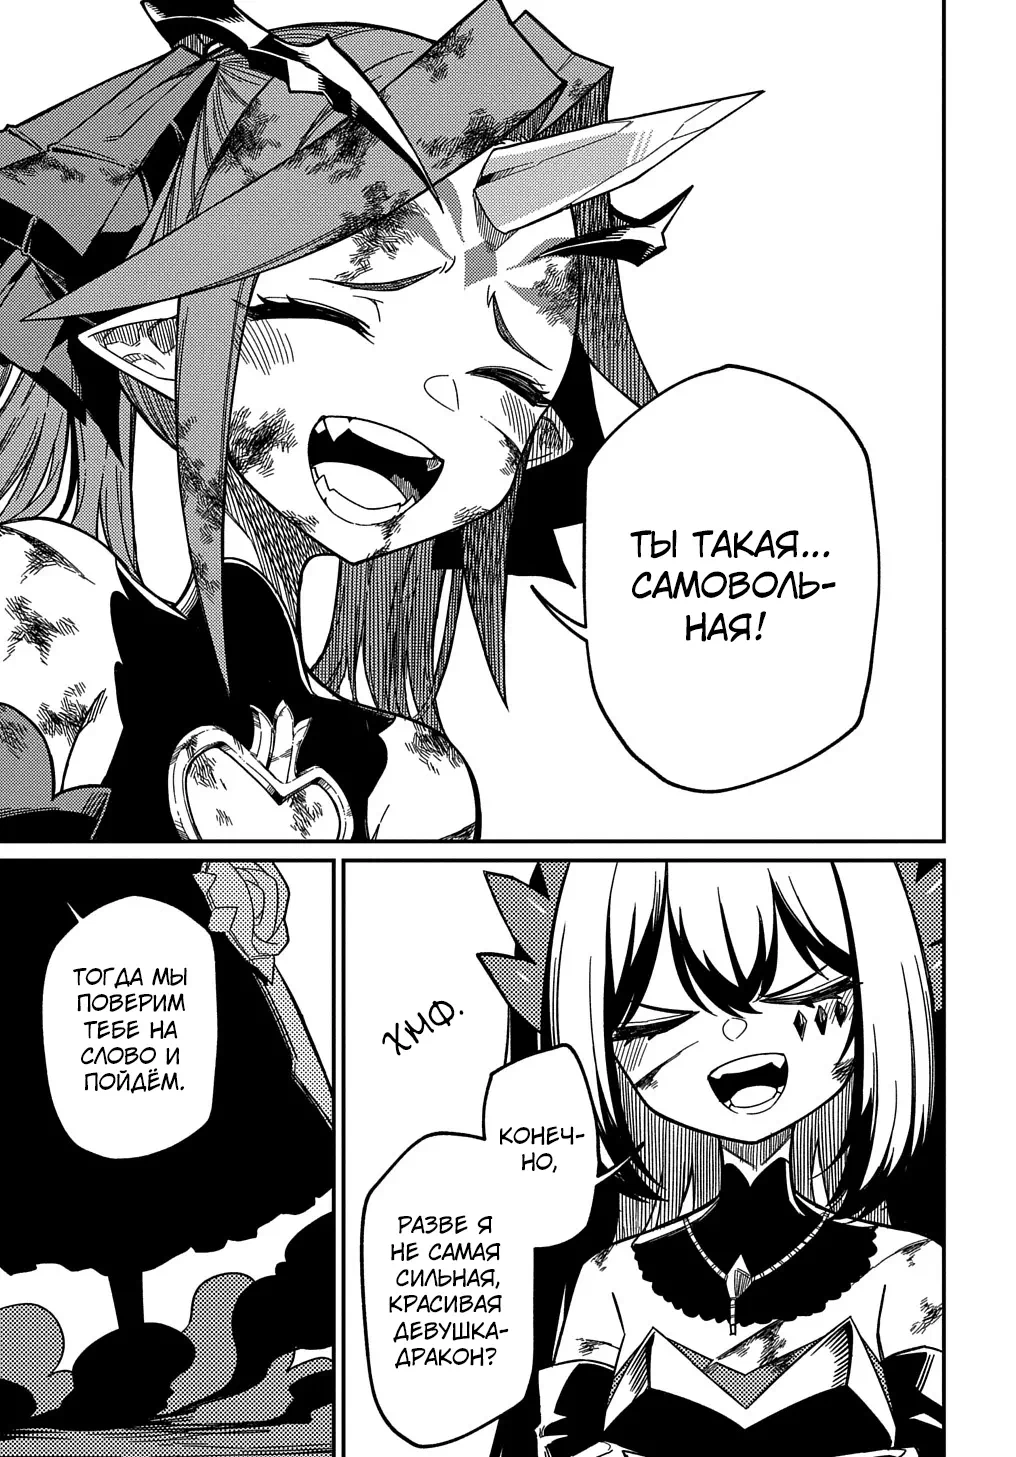 ТЫ ТАКАЯ...
САМОВОЛЬ-
НАЯ!
ХМФ.
КОНЕЧ-
НО,
РАЗВЕ Я
НЕ САМАЯ
СИЛЬНАЯ,
КРАСИВАЯ
ДЕВУШКА-
ДРАКОН?
ТОГДА МЫ
ПОВЕРИМ
ТЕБЕ НА
СЛОВО И
ПОЙДЁМ.